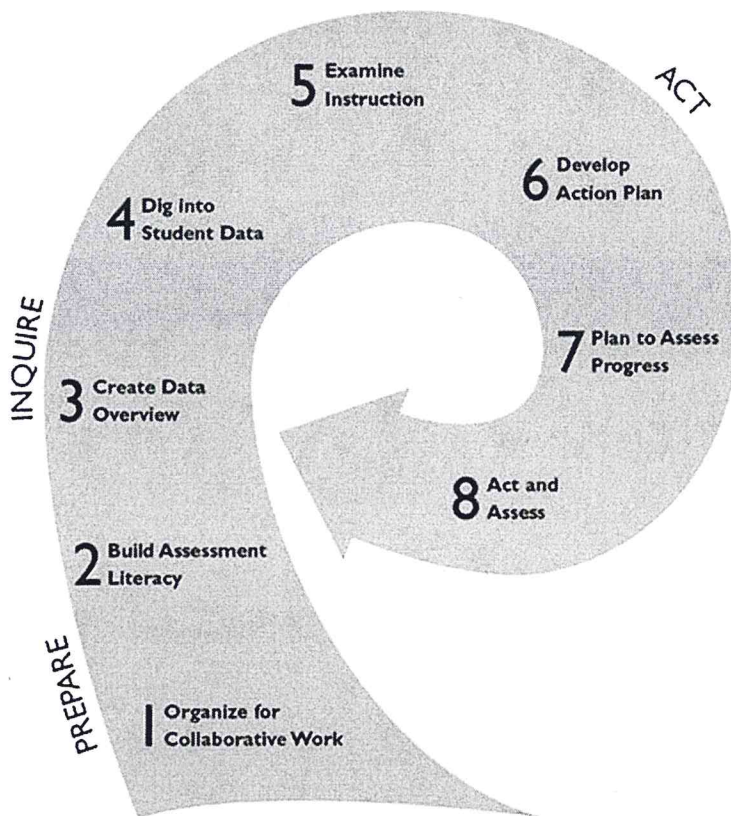 PREPARE
1 Organize for
Collaborative Work
2 Build Assessment
Literacy
INQUIRE
3 Create Data
Overview
4 Dig into
Student Data
5 Examine
Instruction
ACT
6 Develop
Action Plan
7 Plan to Assess
Progress
8 Act and
Assess